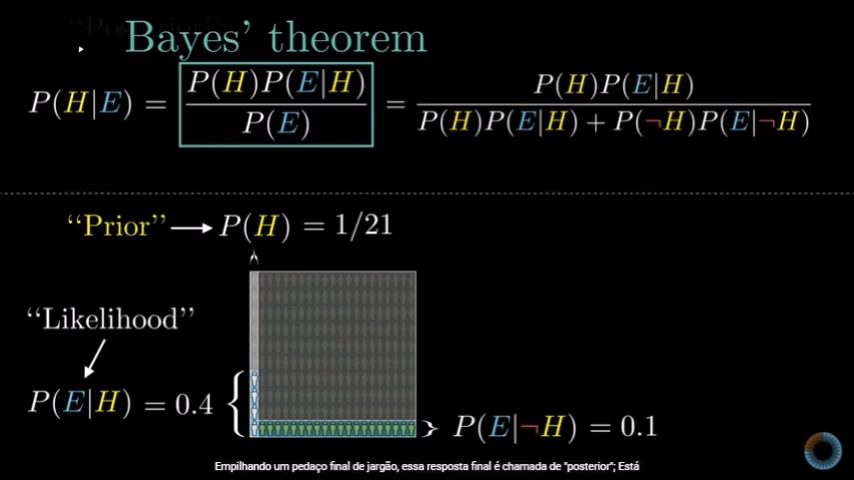 Bayes' theorem
P(H|E) = P(H)P(E|H) / P(E) = P(H)P(E|H) / P(H)P(E|H) + P(¬H)P(E|¬H)
“Prior” → P(H) = 1/21
“Likelihood”
P(E|H) = 0.4
P(E|¬H) = 0.1
Empilhando um pedaço final de jargão, essa resposta final é chamada de "posterior"; Está